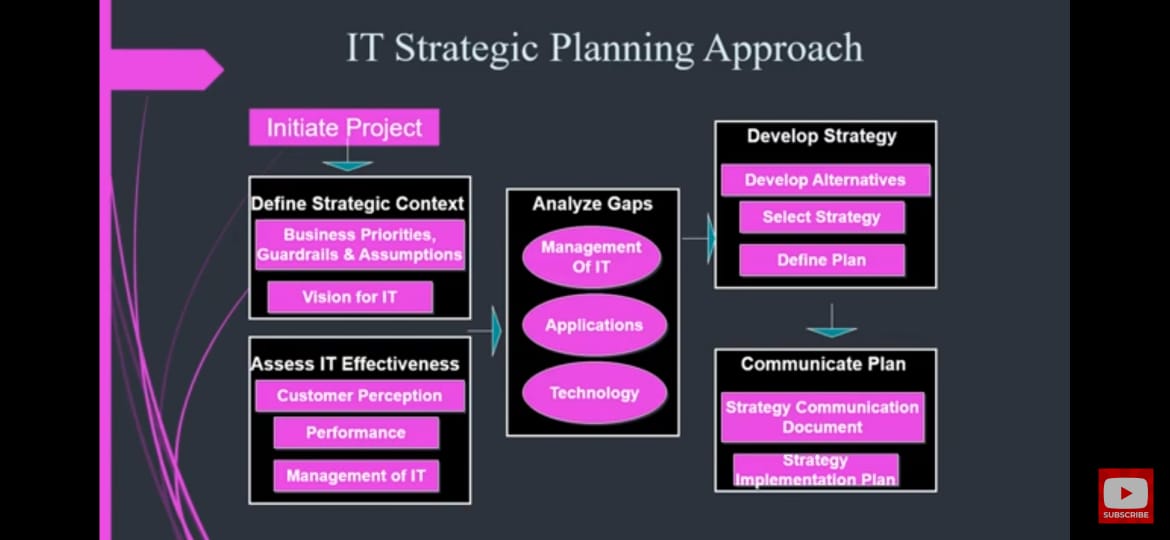 IT Strategic Planning Approach
Initiate Project
Define Strategic Context
Business Priorities,
Guardrails & Assumptions
Vision for IT
Assess IT Effectiveness
Customer Perception
Performance
Management of IT
Analyze Gaps
Management
Of IT
Applications
Technology
Develop Strategy
Develop Alternatives
Select Strategy
Define Plan
Communicate Plan
Strategy Communication
Document
Strategy
Implementation Plan
SUBSCRIBE